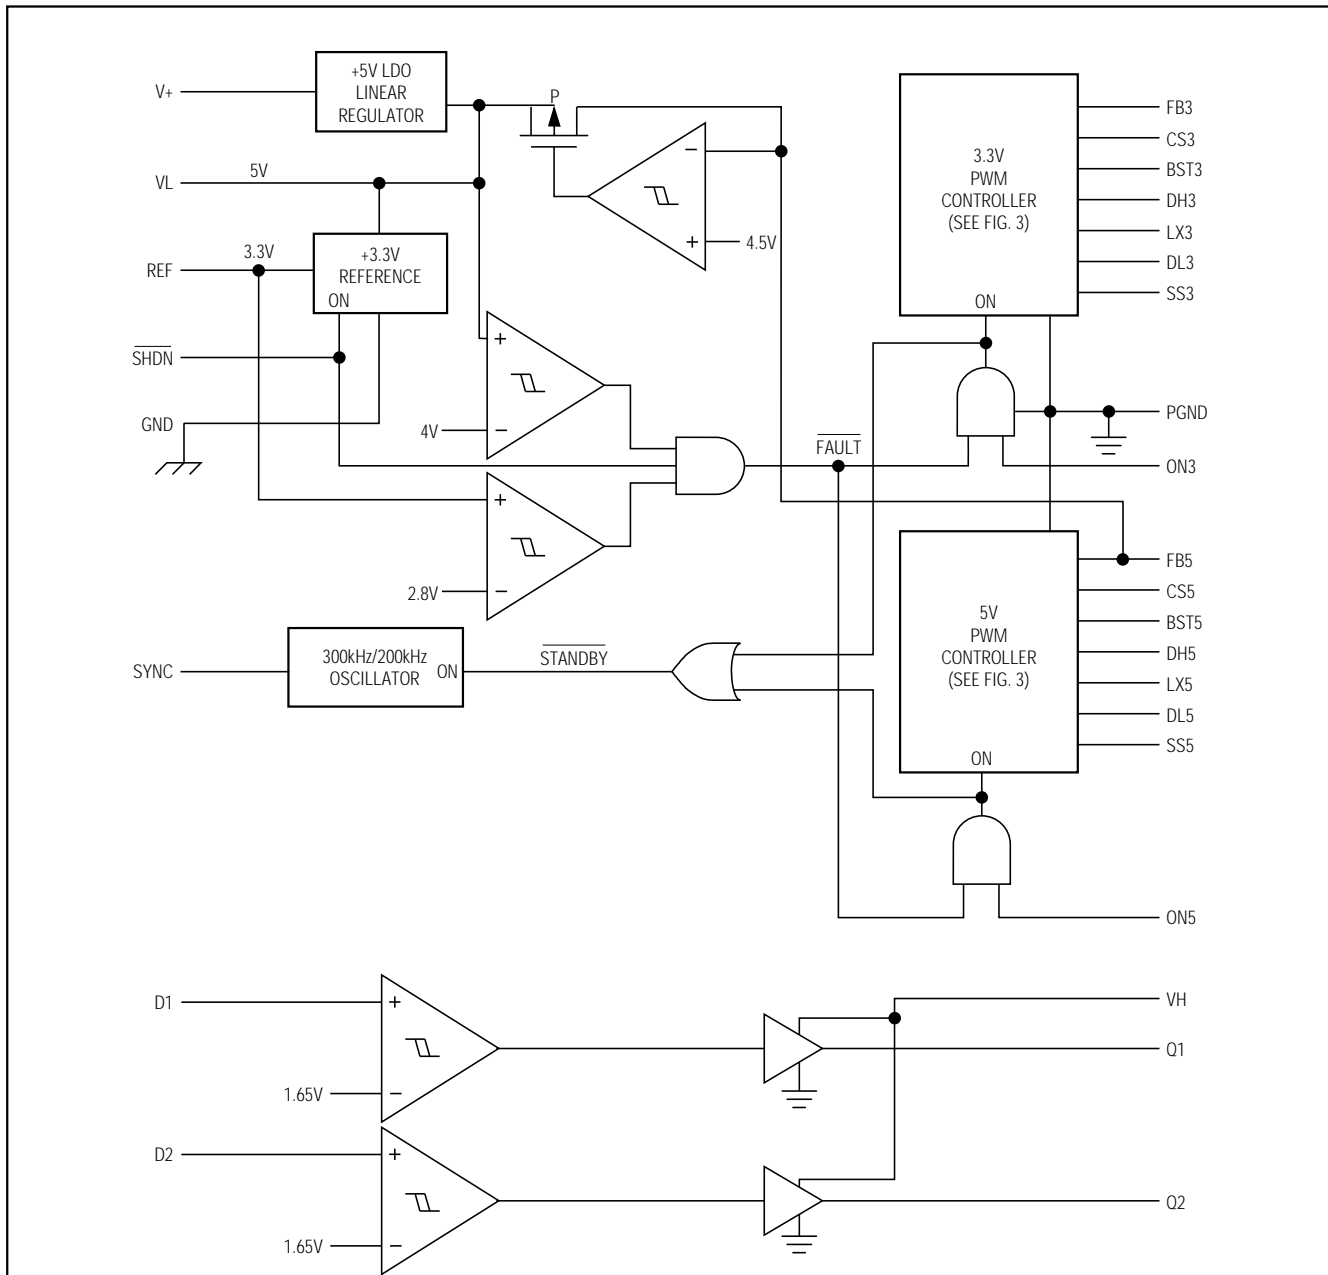 +5V LDO
LINEAR
REGULATOR
V+
P
VL
5V
−
+
4.5V
REF
3.3V
+3.3V
REFERENCE
ON
SHDN
GND
+
4V
−
+
2.8V
−
FAULT
3.3V
PWM
CONTROLLER
(SEE FIG. 3)
ON
FB3
CS3
BST3
DH3
LX3
DL3
SS3
PGND
ON3
5V
PWM
CONTROLLER
(SEE FIG. 3)
ON
FB5
CS5
BST5
DH5
LX5
DL5
SS5
ON5
SYNC
300kHz/200kHz
OSCILLATOR
ON
STANDBY
D1
+
1.65V
−
VH
Q1
D2
+
1.65V
−
Q2